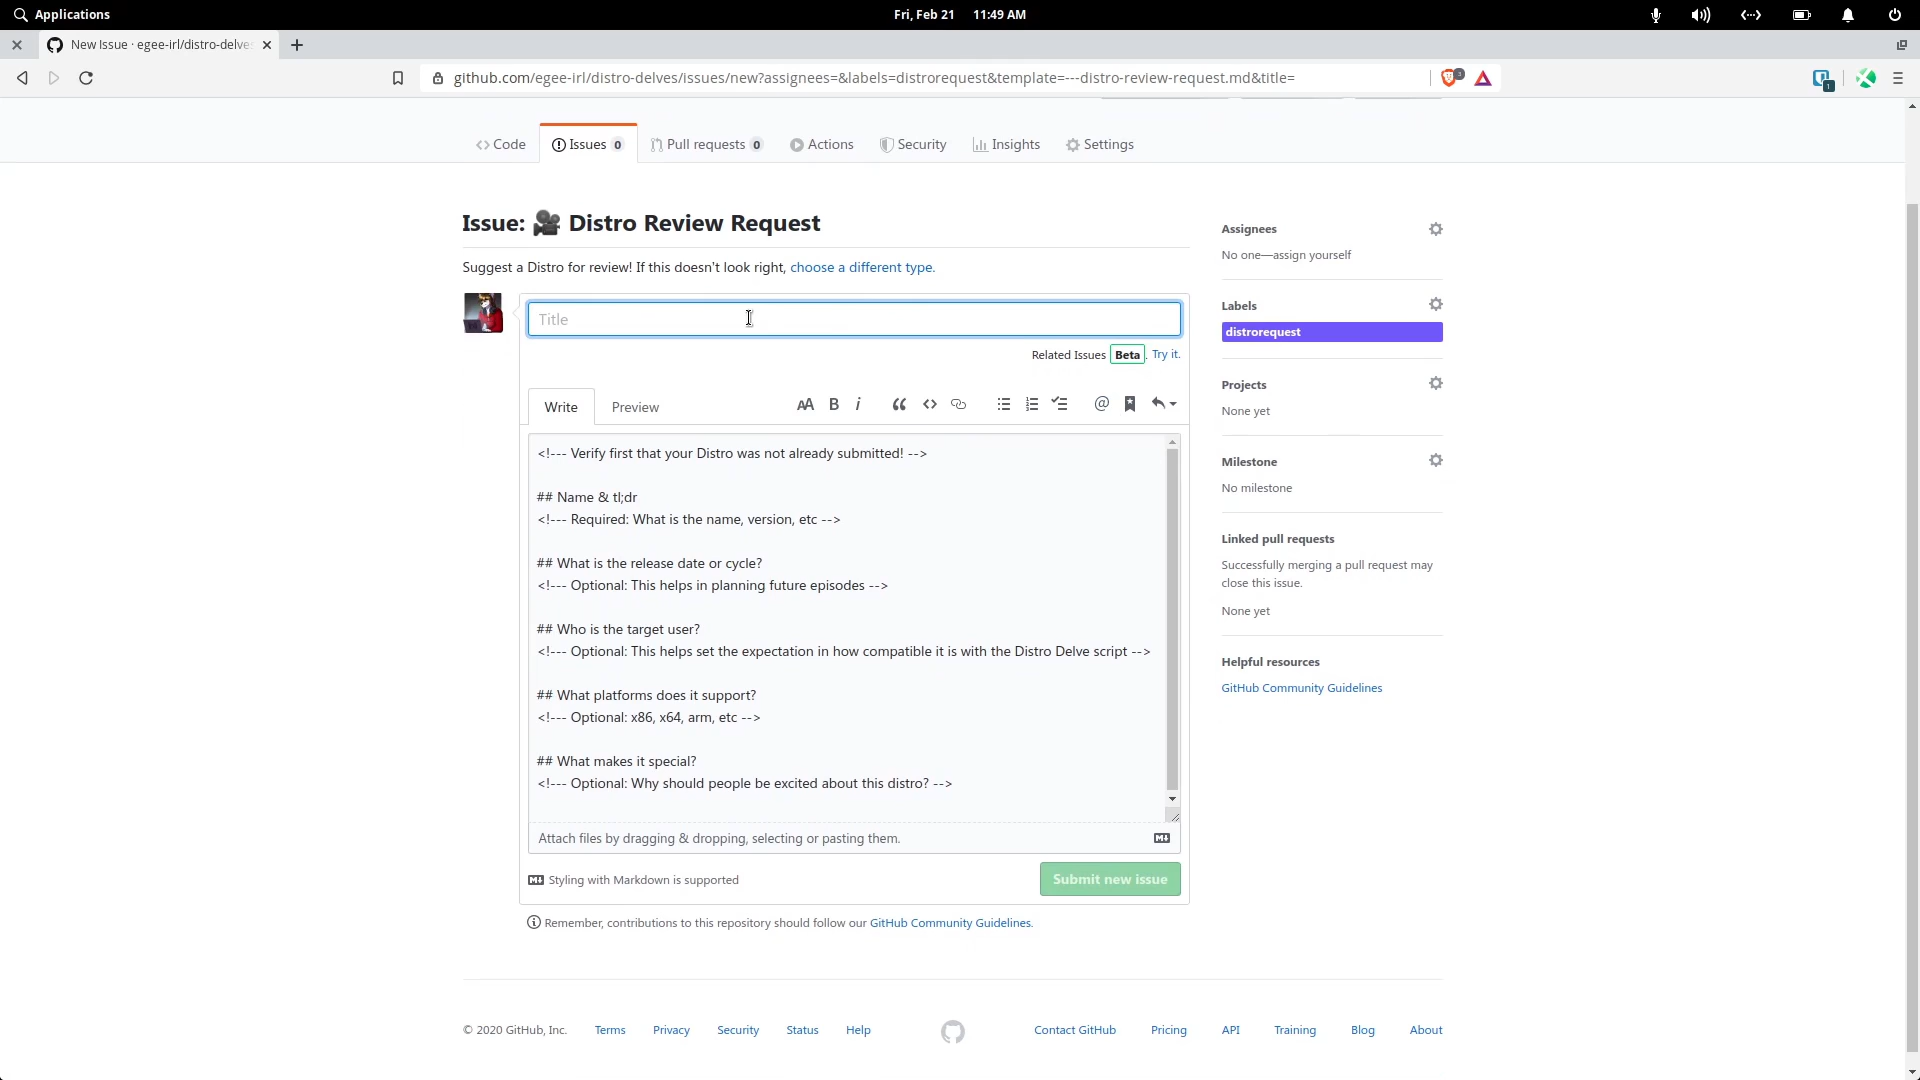 Applications
Fri, Feb 21 11:49 AM
New Issue · egee-irl/distro-delve
github.com/egee-irl/distro-delves/issues/new?assignees=&labels=distrorequest&template=---distro-review-request.md&title=
3
1
Code
Issues 0
Pull requests 0
Actions
Security
Insights
Settings
Issue: 🎥 Distro Review Request
Suggest a Distro for review! If this doesn't look right, choose a different type.
Title
Related Issues Beta . Try it.
Write
Preview
AA B i
<!--- Verify first that your Distro was not already submitted! -->
## Name & tl;dr
<!--- Required: What is the name, version, etc -->
## What is the release date or cycle?
<!--- Optional: This helps in planning future episodes -->
## Who is the target user?
<!--- Optional: This helps set the expectation in how compatible it is with the Distro Delve script -->
## What platforms does it support?
<!--- Optional: x86, x64, arm, etc -->
## What makes it special?
<!--- Optional: Why should people be excited about this distro? -->
Attach files by dragging & dropping, selecting or pasting them.
Styling with Markdown is supported
Submit new issue
Remember, contributions to this repository should follow our GitHub Community Guidelines.
Assignees
No one—assign yourself
Labels
distrorequest
Projects
None yet
Milestone
No milestone
Linked pull requests
Successfully merging a pull request may
close this issue.
None yet
Helpful resources
GitHub Community Guidelines
© 2020 GitHub, Inc. Terms Privacy Security Status Help Contact GitHub Pricing API Training Blog About